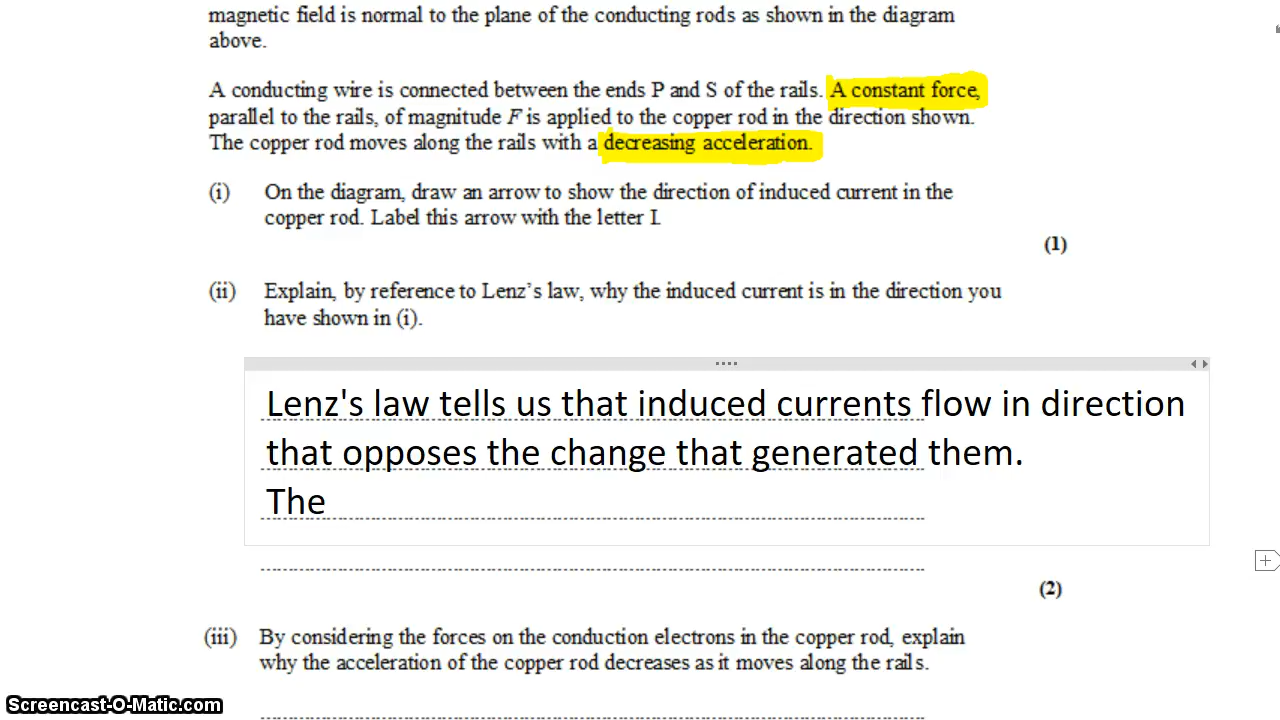 magnetic field is normal to the plane of the conducting rods as shown in the diagram
above.
A conducting wire is connected between the ends P and S of the rails. A constant force,
parallel to the rails, of magnitude F is applied to the copper rod in the direction shown.
The copper rod moves along the rails with a decreasing acceleration.
(i) On the diagram, draw an arrow to show the direction of induced current in the
copper rod. Label this arrow with the letter I.
(1)
(ii) Explain, by reference to Lenz's law, why the induced current is in the direction you
have shown in (i).
Lenz's law tells us that induced currents flow in direction
that opposes the change that generated them.
The
(2)
(iii) By considering the forces on the conduction electrons in the copper rod, explain
why the acceleration of the copper rod decreases as it moves along the rails.
Screencast-O-Matic.com